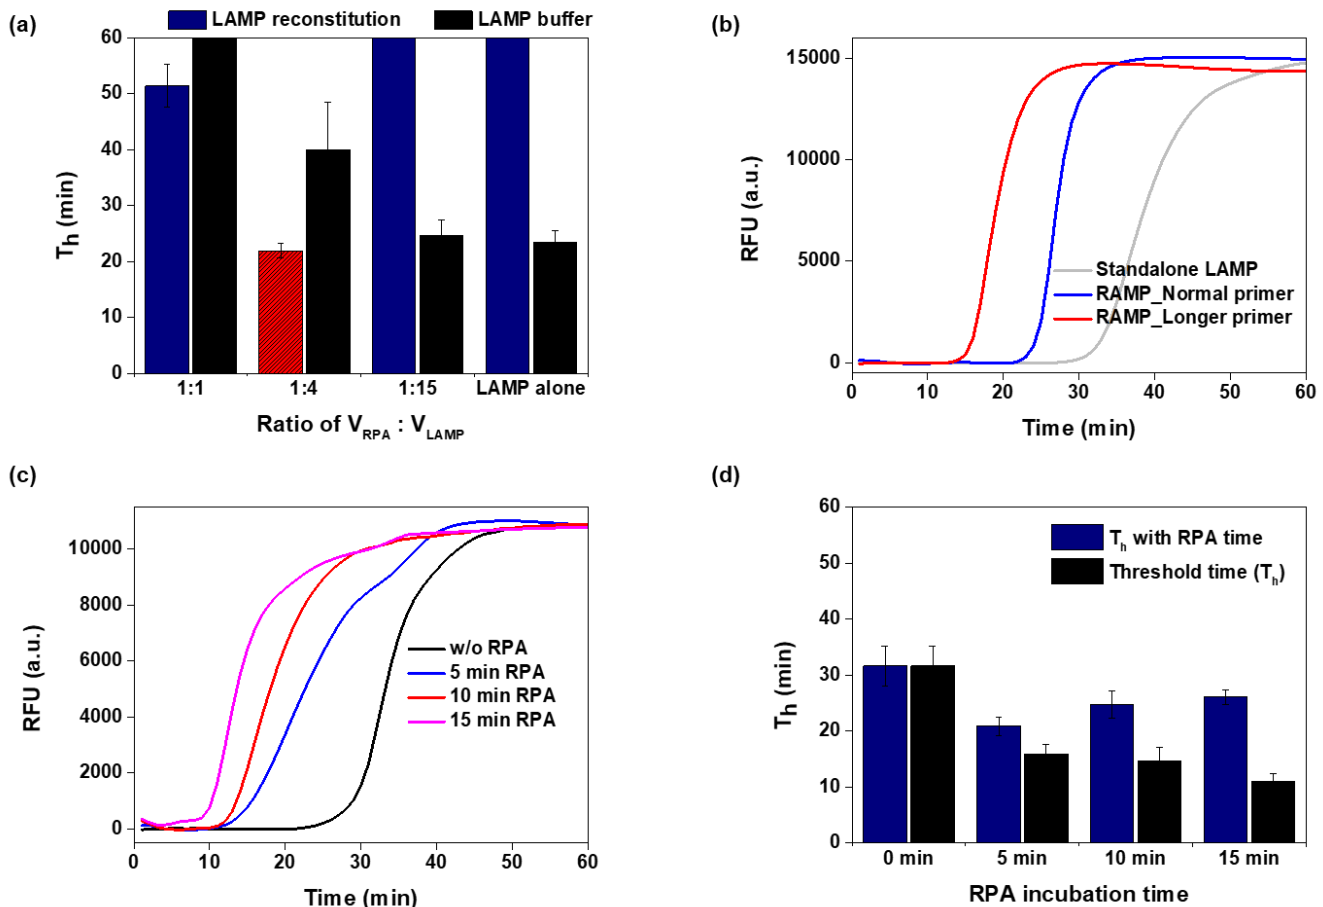 (a)
LAMP reconstitution
LAMP buffer
60
50
40
30
20
10
0
Th (min)
1:1
1:4
1:15
LAMP alone
Ratio of VRPA : VLAMP
(b)
15000
10000
5000
0
RFU (a.u.)
Standalone LAMP
RAMP_Normal primer
RAMP_Longer primer
0
10
20
30
40
50
60
Time (min)
(c)
10000
8000
6000
4000
2000
0
RFU (a.u.)
w/o RPA
5 min RPA
10 min RPA
15 min RPA
0
10
20
30
40
50
60
Time (min)
(d)
60
50
40
30
20
10
0
Th (min)
Th with RPA time
Threshold time (Th)
0 min
5 min
10 min
15 min
RPA incubation time